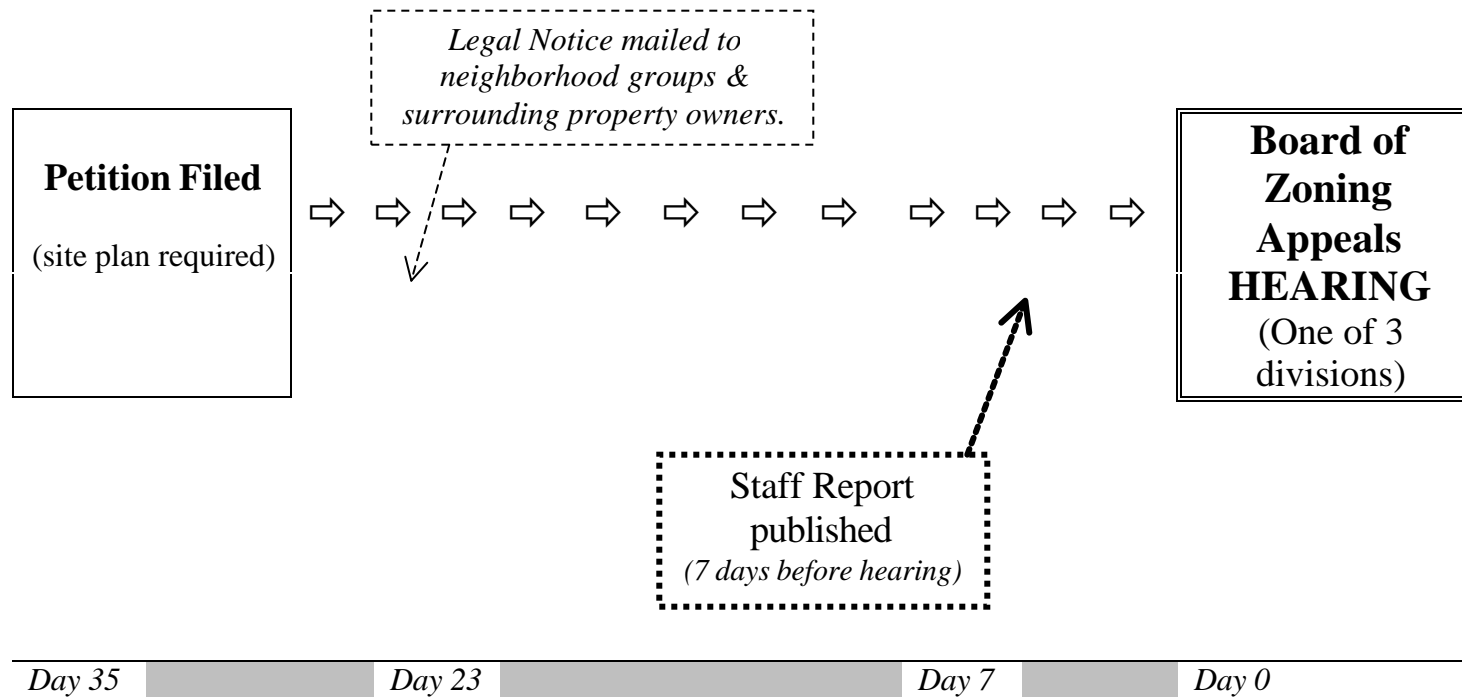 Legal Notice mailed to
neighborhood groups &
surrounding property owners.
Petition Filed
(site plan required)
Board of
Zoning
Appeals
HEARING
(One of 3
divisions)
Staff Report
published
(7 days before hearing)
Day 35 Day 23 Day 7 Day 0